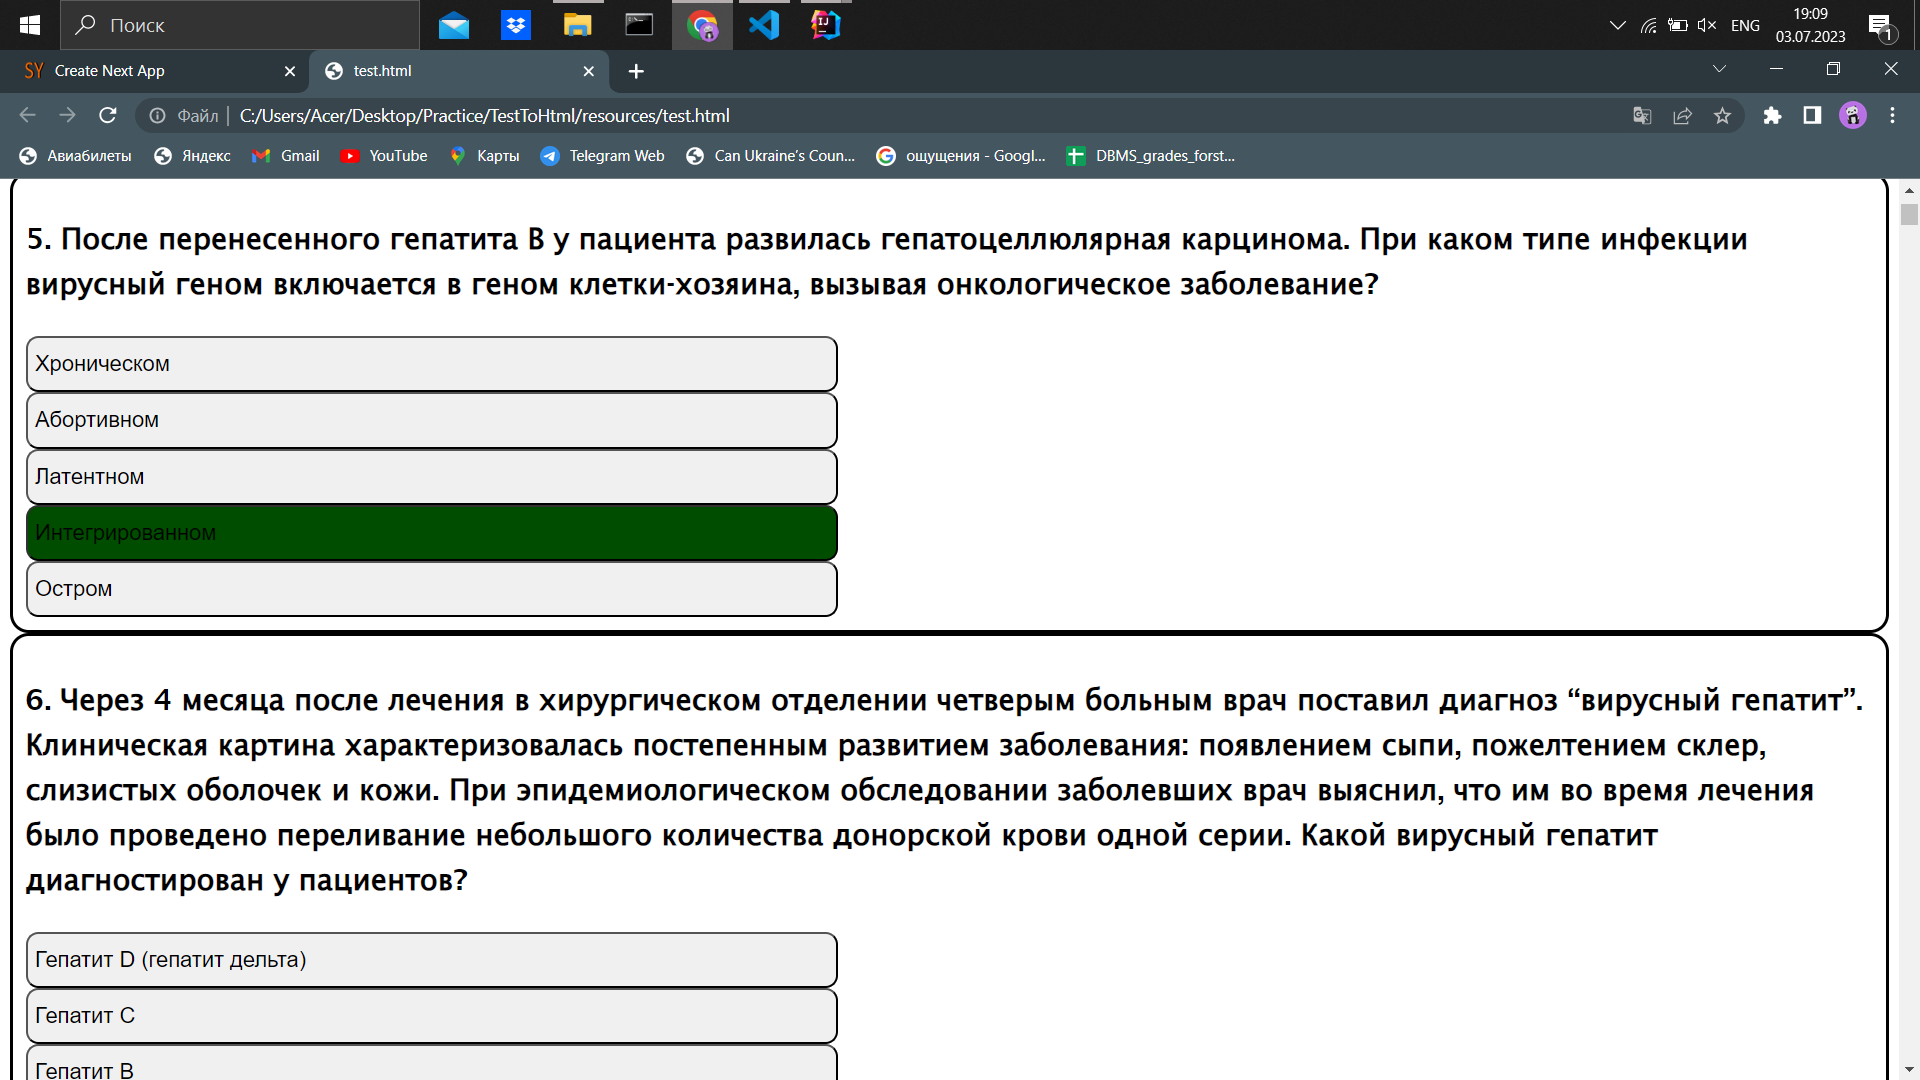 Поиск
ENG
19:09
03.07.2023
1
SY Create Next App
test.html
Файл | C:/Users/Acer/Desktop/Practice/TestToHtml/resources/test.html
Авиабилеты Яндекс Gmail YouTube Карты Telegram Web Can Ukraine's Coun... ощущения - Googl... DBMS_grades_forst...
5. После перенесенного гепатита В у пациента развилась гепатоцеллюлярная карцинома. При каком типе инфекции
вирусный геном включается в геном клетки-хозяина, вызывая онкологическое заболевание?
Хроническом
Абортивном
Латентном
Интегрированном
Остром
6. Через 4 месяца после лечения в хирургическом отделении четверым больным врач поставил диагноз “вирусный гепатит”.
Клиническая картина характеризовалась постепенным развитием заболевания: появлением сыпи, пожелтением склер,
слизистых оболочек и кожи. При эпидемиологическом обследовании заболевших врач выяснил, что им во время лечения
было проведено переливание небольшого количества донорской крови одной серии. Какой вирусный гепатит
диагностирован у пациентов?
Гепатит D (гепатит дельта)
Гепатит С
Гепатит В